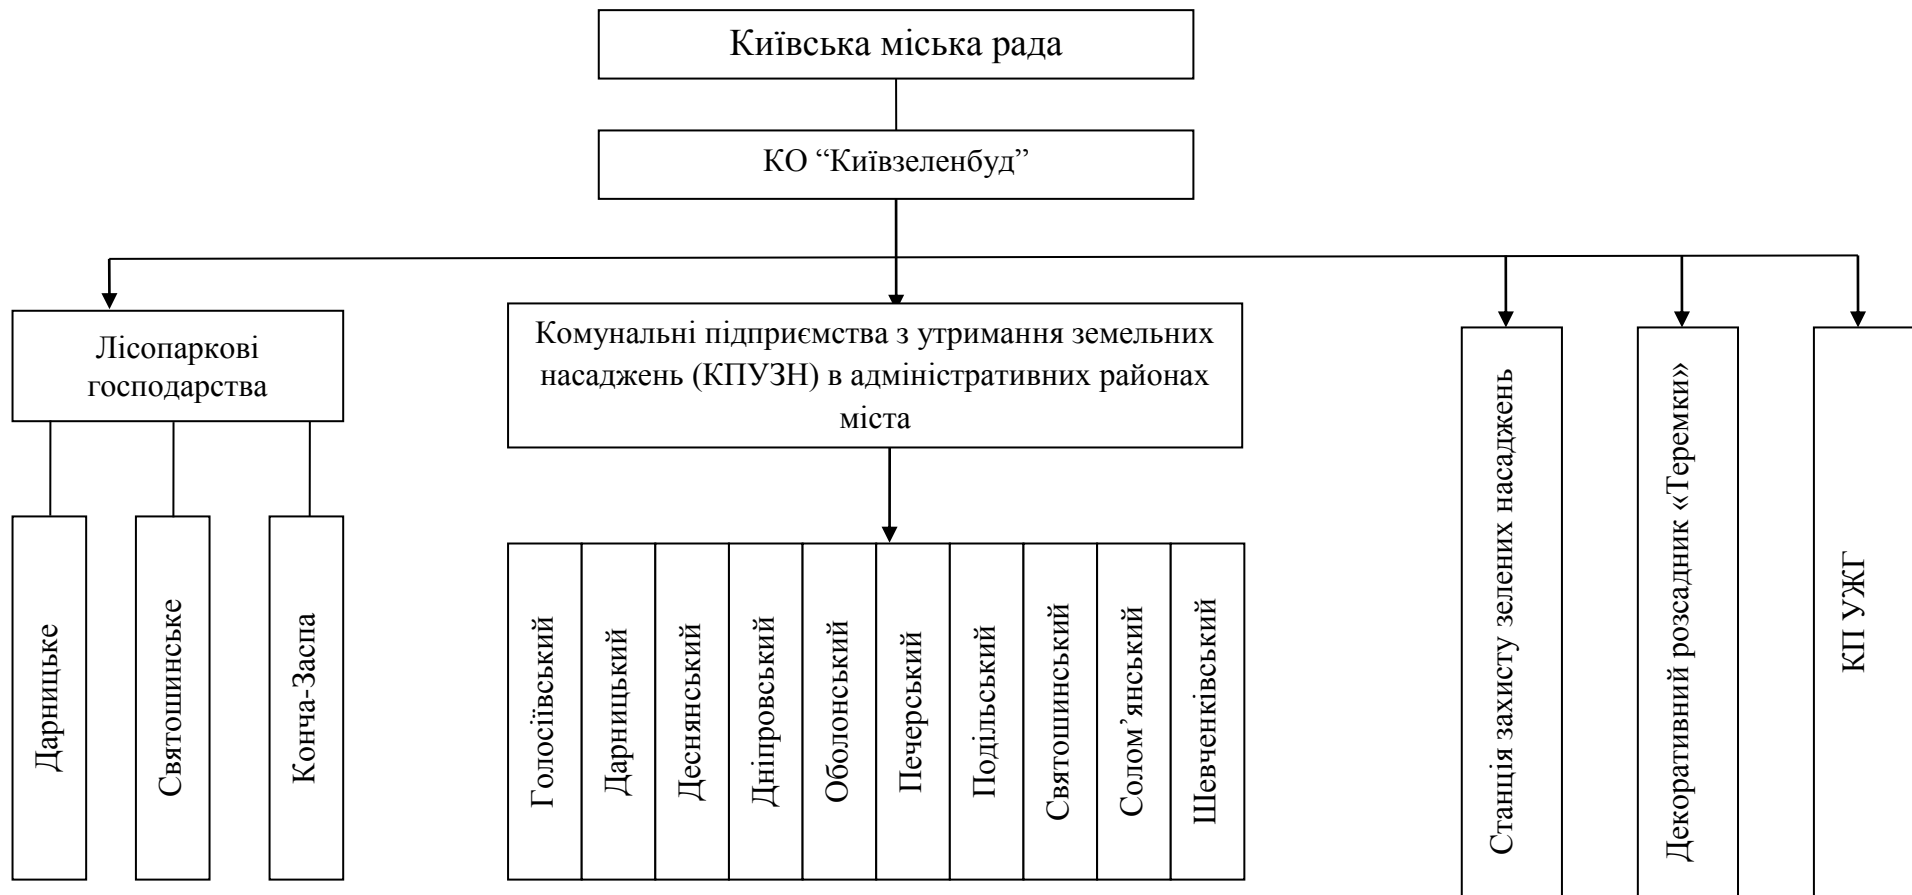 Київська міська рада
КО “Київзеленбуд”
Лісопаркові
господарства
Комунальні підприємства з утримання земельних
насаджень (КПУЗН) в адміністративних районах
міста
Дарницьке
Святошинське
Конча-Заспа
Голосіївський
Дарницький
Деснянський
Дніпровський
Оболонський
Печерський
Подільський
Святошинський
Солом’янський
Шевченківський
Станція захисту зелених насаджень
Декоративний розсадник «Теремки»
КП УЖГ